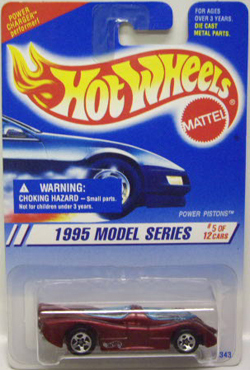 POWER
CHARGER
performer!
FOR AGES
OVER 3 YEARS.
DIE CAST
METAL PARTS.
Hot Wheels
MATTEL
WARNING:
CHOKING HAZARD — Small parts.
Not for children under 3 years.
POWER PISTONS™
1995 MODEL SERIES
#5 OF
12 CARS
343